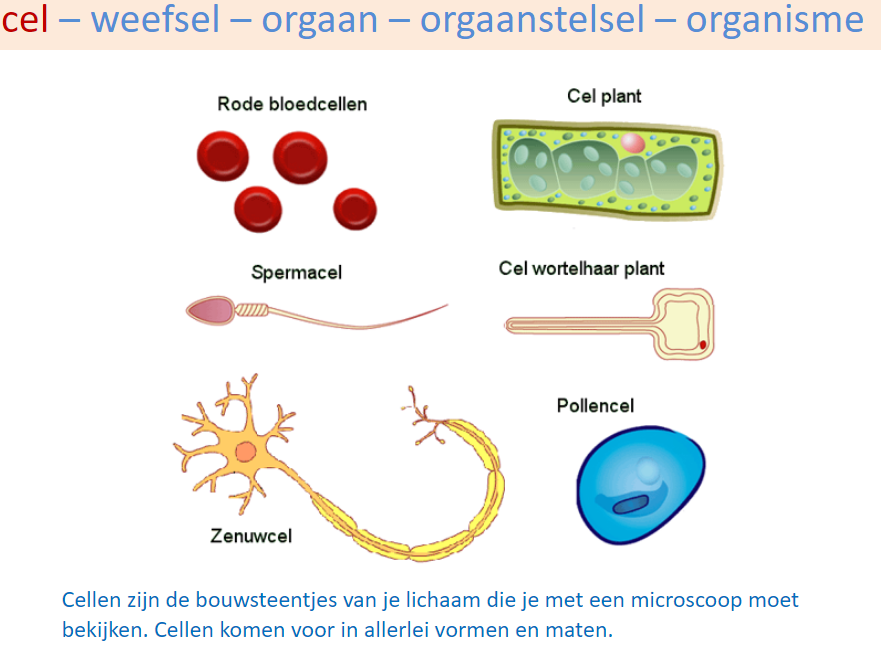 cel – weefsel – orgaan – orgaanstelsel – organisme
Rode bloedcellen
Cel plant
Spermacel
Cel wortelhaar plant
Pollencel
Zenuwcel
Cellen zijn de bouwsteentjes van je lichaam die je met een microscoop moet
bekijken. Cellen komen voor in allerlei vormen en maten.